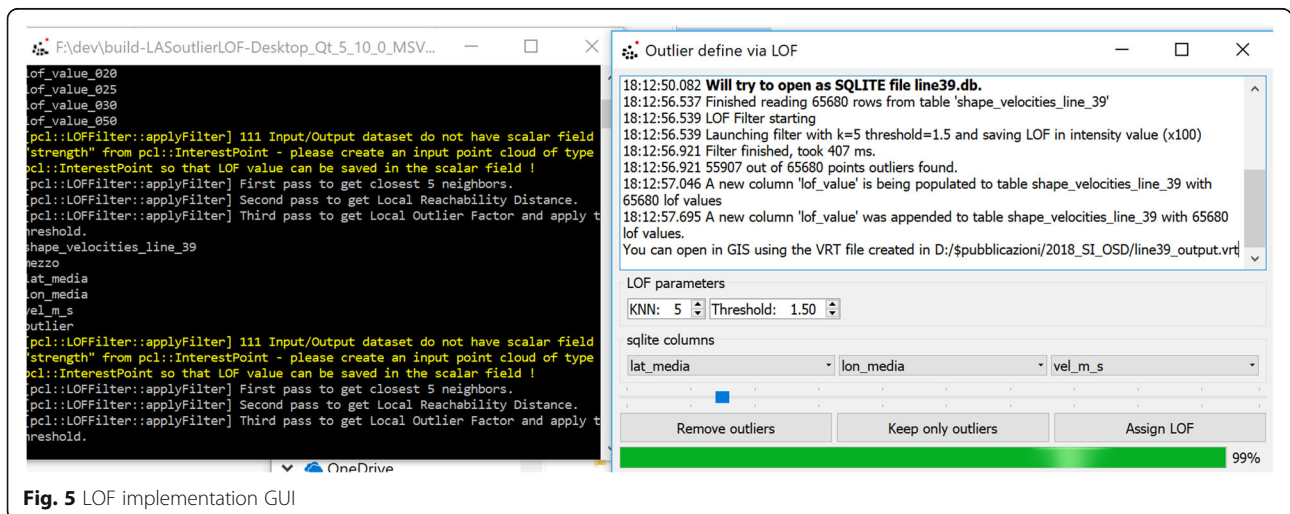 F:\dev\build-LASoutlierLOF-Desktop_Qt_5_10_0_MSV...
lof_value_020
lof_value_025
lof_value_030
lof_value_050
[pcl::LOFFilter::applyFilter] 111 Input/Output dataset do not have scalar field
"strength" from pcl::InterestPoint - please create an input point cloud of type
pcl::InterestPoint so that LOF value can be saved in the scalar field !
[pcl::LOFFilter::applyFilter] First pass to get closest 5 neighbors.
[pcl::LOFFilter::applyFilter] Second pass to get Local Reachability Distance.
[pcl::LOFFilter::applyFilter] Third pass to get Local Outlier Factor and apply t
hreshold.
shape_velocities_line_39
mezzo
lat_media
lon_media
vel_m_s
outlier
[pcl::LOFFilter::applyFilter] 111 Input/Output dataset do not have scalar field
"strength" from pcl::InterestPoint - please create an input point cloud of type
pcl::InterestPoint so that LOF value can be saved in the scalar field !
[pcl::LOFFilter::applyFilter] First pass to get closest 5 neighbors.
[pcl::LOFFilter::applyFilter] Second pass to get Local Reachability Distance.
[pcl::LOFFilter::applyFilter] Third pass to get Local Outlier Factor and apply t
hreshold.
OneDrive
Outlier define via LOF
18:12:50.082 Will try to open as SQLITE file line39.db.
18:12:56.537 Finished reading 65680 rows from table 'shape_velocities_line_39'
18:12:56.539 LOF Filter starting
18:12:56.539 Launching filter with k=5 threshold=1.5 and saving LOF in intensity value (x100)
18:12:56.921 Filter finished, took 407 ms.
18:12:56.921 55907 out of 65680 points outliers found.
18:12:57.046 A new column 'lof_value' is being populated to table shape_velocities_line_39 with
65680 lof values
18:12:57.695 A new column 'lof_value' was appended to table shape_velocities_line_39 with 65680
lof values.
You can open in GIS using the VRT file created in D:/$pubblicazioni/2018_SI_OSD/line39_output.vrt
LOF parameters
KNN: 5 Threshold: 1.50
sqlite columns
lat_media lon_media vel_m_s
Remove outliers Keep only outliers Assign LOF
99%
Fig. 5 LOF implementation GUI